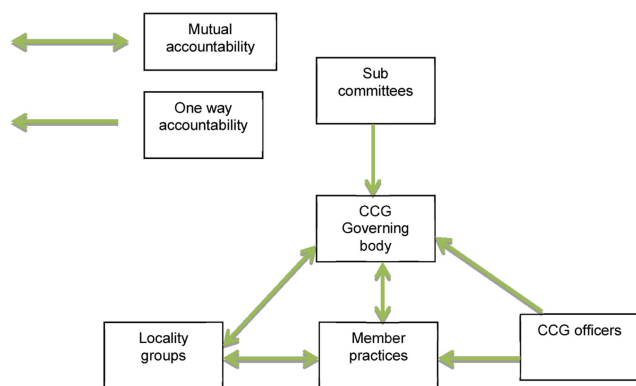 Mutual
accountability
One way
accountability
Sub
committees
CCG
Governing
body
Locality
groups
Member
practices
CCG officers